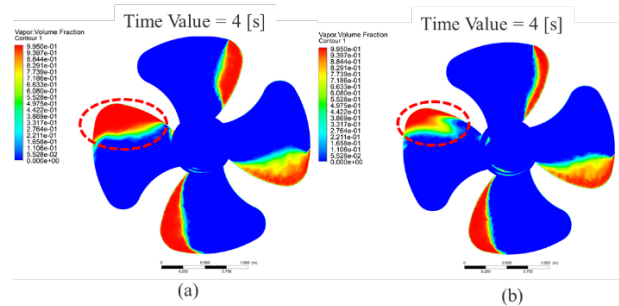 Time Value = 4 [s]
Vapor.Volume Fraction
Contour 1
9.950e-01
9.397e-01
8.844e-01
8.291e-01
7.739e-01
7.186e-01
6.633e-01
6.080e-01
5.528e-01
4.975e-01
4.422e-01
3.869e-01
3.317e-01
2.764e-01
2.211e-01
1.658e-01
1.106e-01
5.528e-02
0.000e+00
(a)
Time Value = 4 [s]
Vapor.Volume Fraction
Contour 1
9.950e-01
9.397e-01
8.844e-01
8.291e-01
7.739e-01
7.186e-01
6.633e-01
6.080e-01
5.528e-01
4.975e-01
4.422e-01
3.869e-01
3.317e-01
2.764e-01
2.211e-01
1.658e-01
1.106e-01
5.528e-02
0.000e+00
(b)